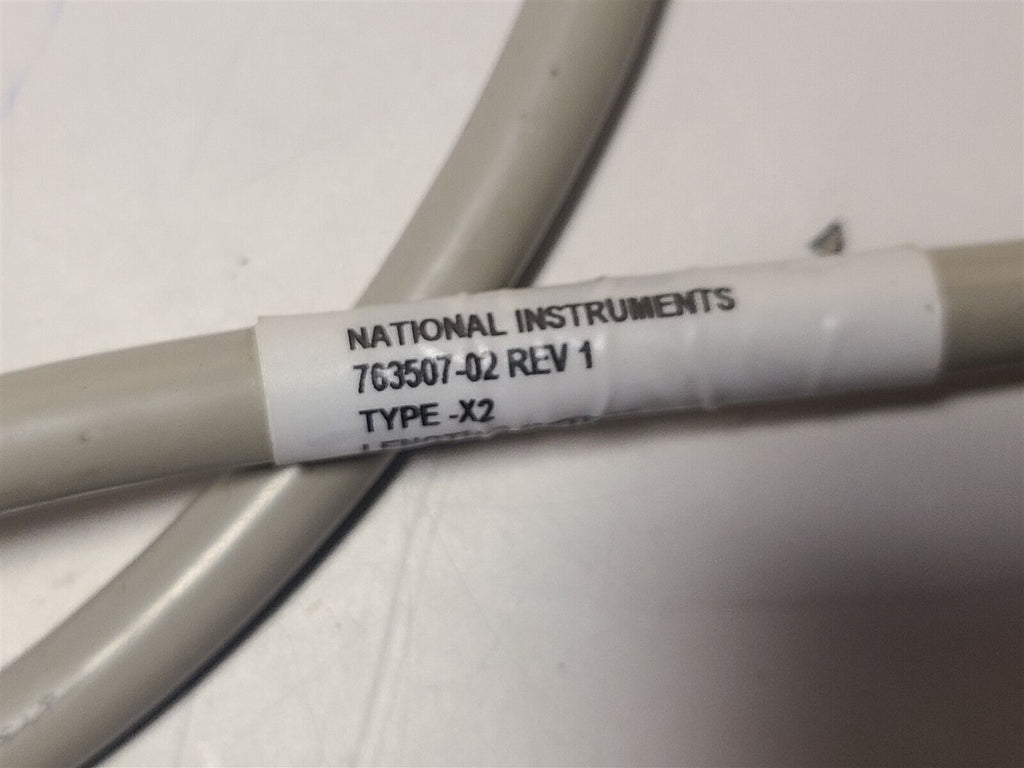 NATIONAL INSTRUMENTS
763507-02 REV 1
TYPE -X2